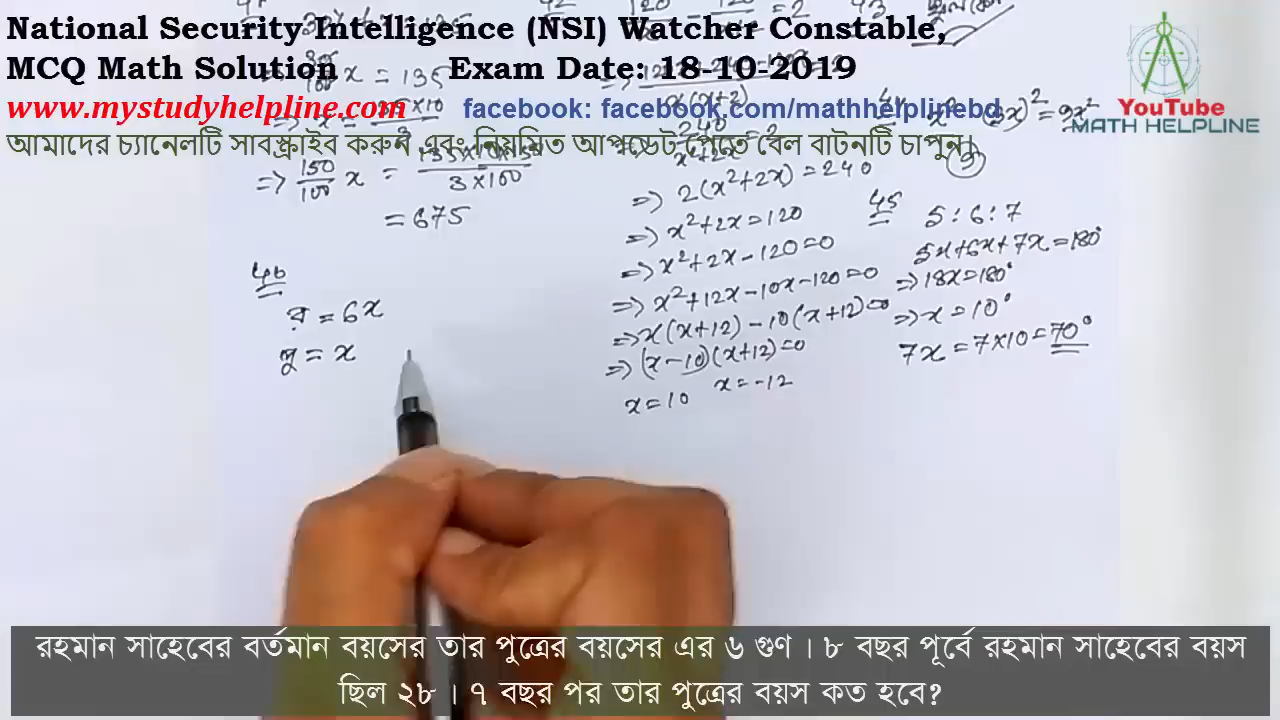 National Security Intelligence (NSI) Watcher Constable,
MCQ Math Solution Exam Date: 18-10-2019
www.mystudyhelpline.com facebook: facebook.com/mathhelplinebd
YouTube
MATH HELPLINE
আমাদের চ্যানেলটি সাবস্ক্রাইব করুন এবং নিয়মিত আপডেট পেতে বেল বাটনটি চাপুন।
=> 150/100 x =
= 675
46
র = 6x
পু = x
=> 2(x²+2x) = 240
=> x²+2x = 120
=> x²+2x-120=0
=> x²+12x-10x-120=0
=> x(x+12)-10(x+12)=0
=> (x-10)(x+12)=0
x=10 x=-12
45 5:6:7
5x+6x+7x=180°
=> 18x=180°
=> x=10°
7x = 7×10=70°
রহমান সাহেবের বর্তমান বয়সের তার পুত্রের বয়সের এর ৬ গুণ । ৮ বছর পূর্বে রহমান সাহেবের বয়স
ছিল ২৮ । ৭ বছর পর তার পুত্রের বয়স কত হবে?